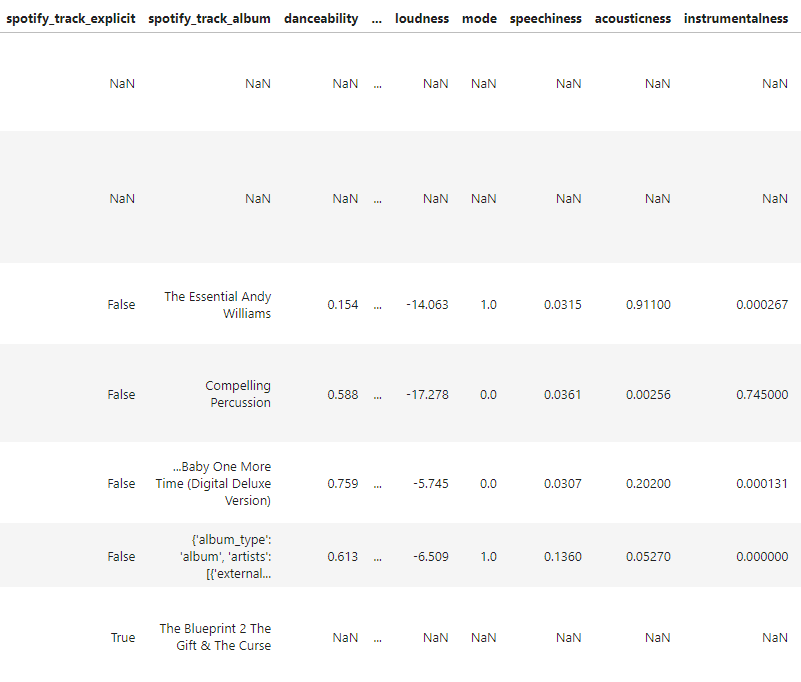 spotify_track_explicit spotify_track_album danceability ... loudness mode speechiness acousticness instrumentalness
NaN NaN NaN ... NaN NaN NaN NaN NaN
NaN NaN NaN ... NaN NaN NaN NaN NaN
The Essential Andy
False Williams 0.154 ... -14.063 1.0 0.0315 0.91100 0.000267
Compelling
False Percussion 0.588 ... -17.278 0.0 0.0361 0.00256 0.745000
...Baby One More
False Time (Digital Deluxe 0.759 ... -5.745 0.0 0.0307 0.20200 0.000131
Version)
{'album_type':
False 'album', 'artists': 0.613 ... -6.509 1.0 0.1360 0.05270 0.000000
[{'external...
The Blueprint 2 The
True Gift & The Curse NaN ... NaN NaN NaN NaN NaN